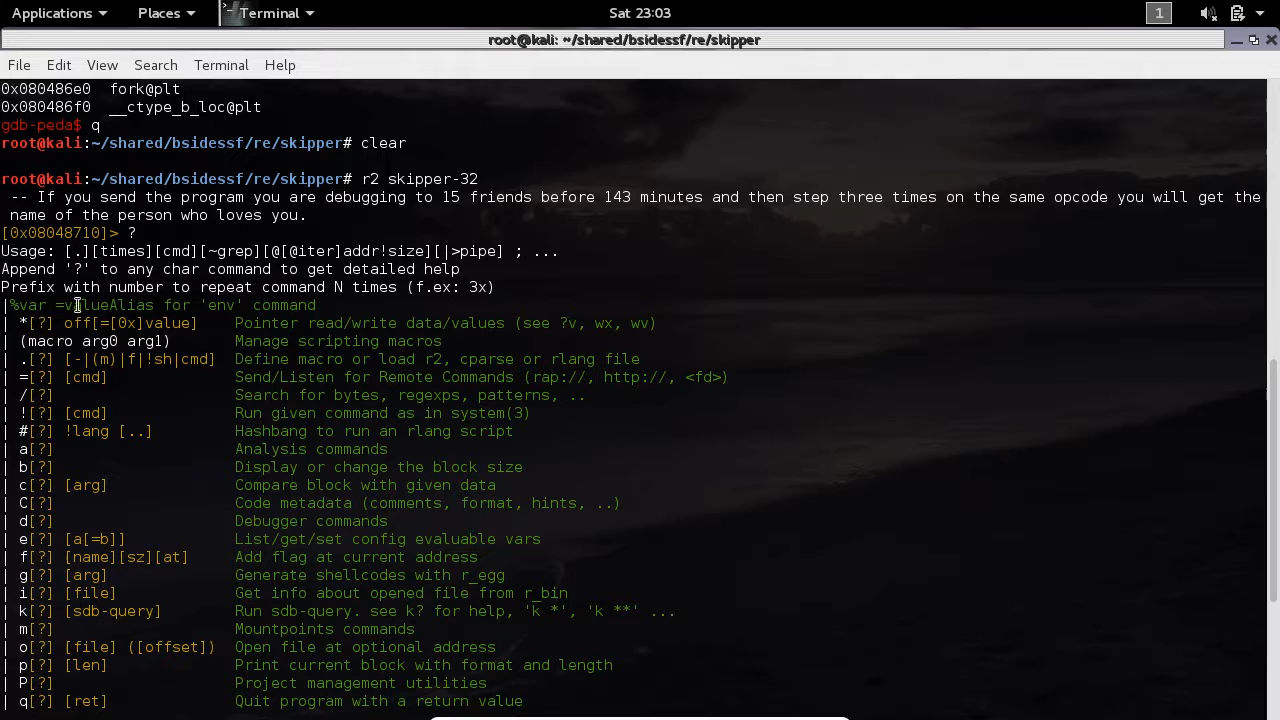 Applications Places Terminal Sat 23:03 1
root@kali: ~/shared/bsidessf/re/skipper
File Edit View Search Terminal Help
0x080486e0  fork@plt
0x080486f0  __ctype_b_loc@plt
gdb-peda$ q
root@kali:~/shared/bsidessf/re/skipper# clear
root@kali:~/shared/bsidessf/re/skipper# r2 skipper-32
 -- If you send the program you are debugging to 15 friends before 143 minutes and then step three times on the same opcode you will get the
 name of the person who loves you.
[0x08048710]> ?
Usage: [.][times][cmd][~grep][@[@iter]addr!size][|>pipe] ; ...
Append '?' to any char command to get detailed help
Prefix with number to repeat command N times (f.ex: 3x)
|%var =valueAlias for 'env' command
| *[?] off[=[0x]value]    Pointer read/write data/values (see ?v, wx, wv)
| (macro arg0 arg1)       Manage scripting macros
| .[?] [-|(m)|f|!sh|cmd]  Define macro or load r2, cparse or rlang file
| =[?] [cmd]              Send/Listen for Remote Commands (rap://, http://, <fd>)
| /[?]                    Search for bytes, regexps, patterns, ..
| ![?] [cmd]              Run given command as in system(3)
| #[?] !lang [..]         Hashbang to run an rlang script
| a[?]                    Analysis commands
| b[?]                    Display or change the block size
| c[?] [arg]              Compare block with given data
| C[?]                    Code metadata (comments, format, hints, ..)
| d[?]                    Debugger commands
| e[?] [a[=b]]            List/get/set config evaluable vars
| f[?] [name][sz][at]     Add flag at current address
| g[?] [arg]              Generate shellcodes with r_egg
| i[?] [file]             Get info about opened file from r_bin
| k[?] [sdb-query]        Run sdb-query. see k? for help, 'k *', 'k **' ...
| m[?]                    Mountpoints commands
| o[?] [file] ([offset])  Open file at optional address
| p[?] [len]              Print current block with format and length
| P[?]                    Project management utilities
| q[?] [ret]              Quit program with a return value